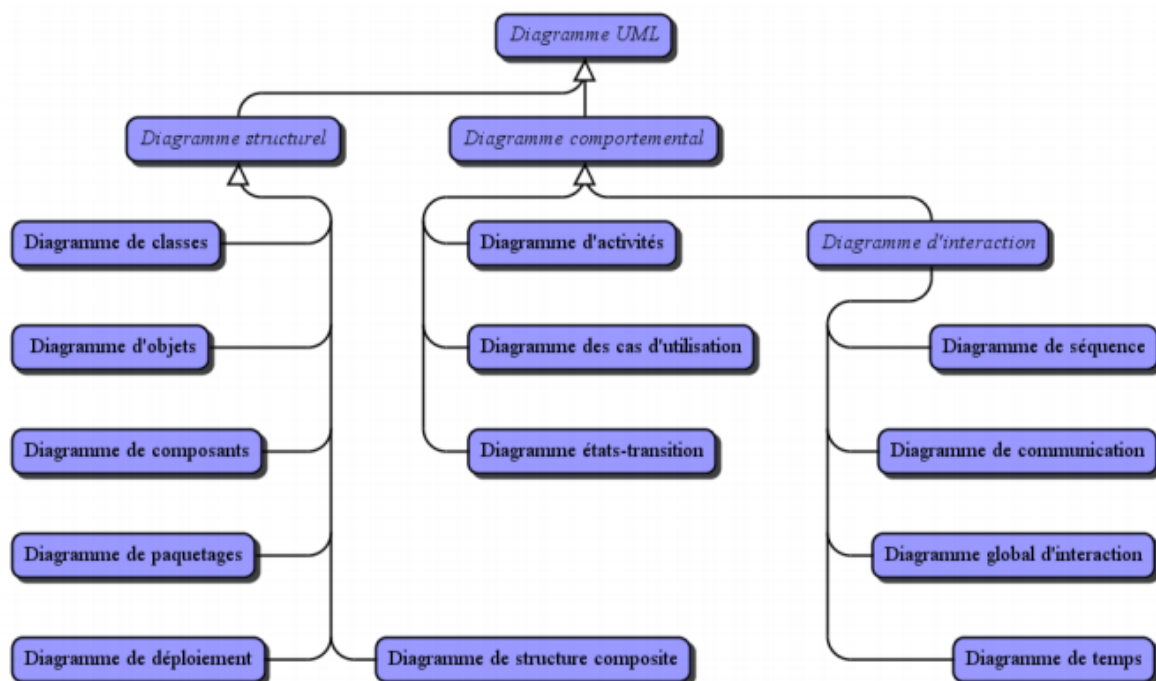 Diagramme UML
Diagramme structurel
Diagramme comportemental
Diagramme de classes
Diagramme d'activités
Diagramme d'interaction
Diagramme d'objets
Diagramme des cas d'utilisation
Diagramme de séquence
Diagramme de composants
Diagramme états-transition
Diagramme de communication
Diagramme de paquetages
Diagramme global d'interaction
Diagramme de déploiement
Diagramme de structure composite
Diagramme de temps